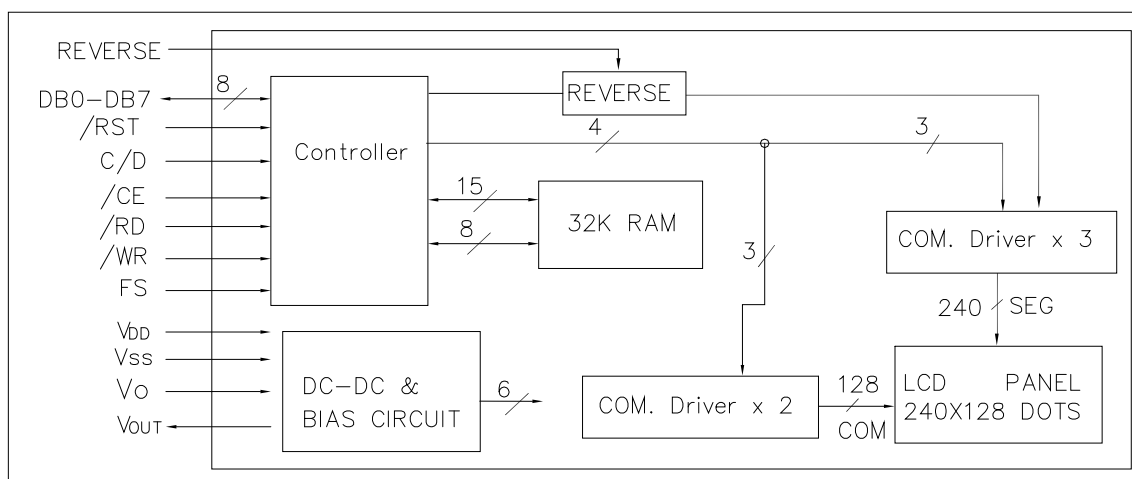 REVERSE
DB0-DB7
8
/RST
C/D
/CE
/RD
/WR
FS
VDD
VSS
VO
VOUT
Controller
REVERSE
4
3
15
8
32K RAM
3
COM. Driver x 3
240 SEG
DC-DC &
BIAS CIRCUIT
6
COM. Driver x 2
128
COM
LCD PANEL
240X128 DOTS